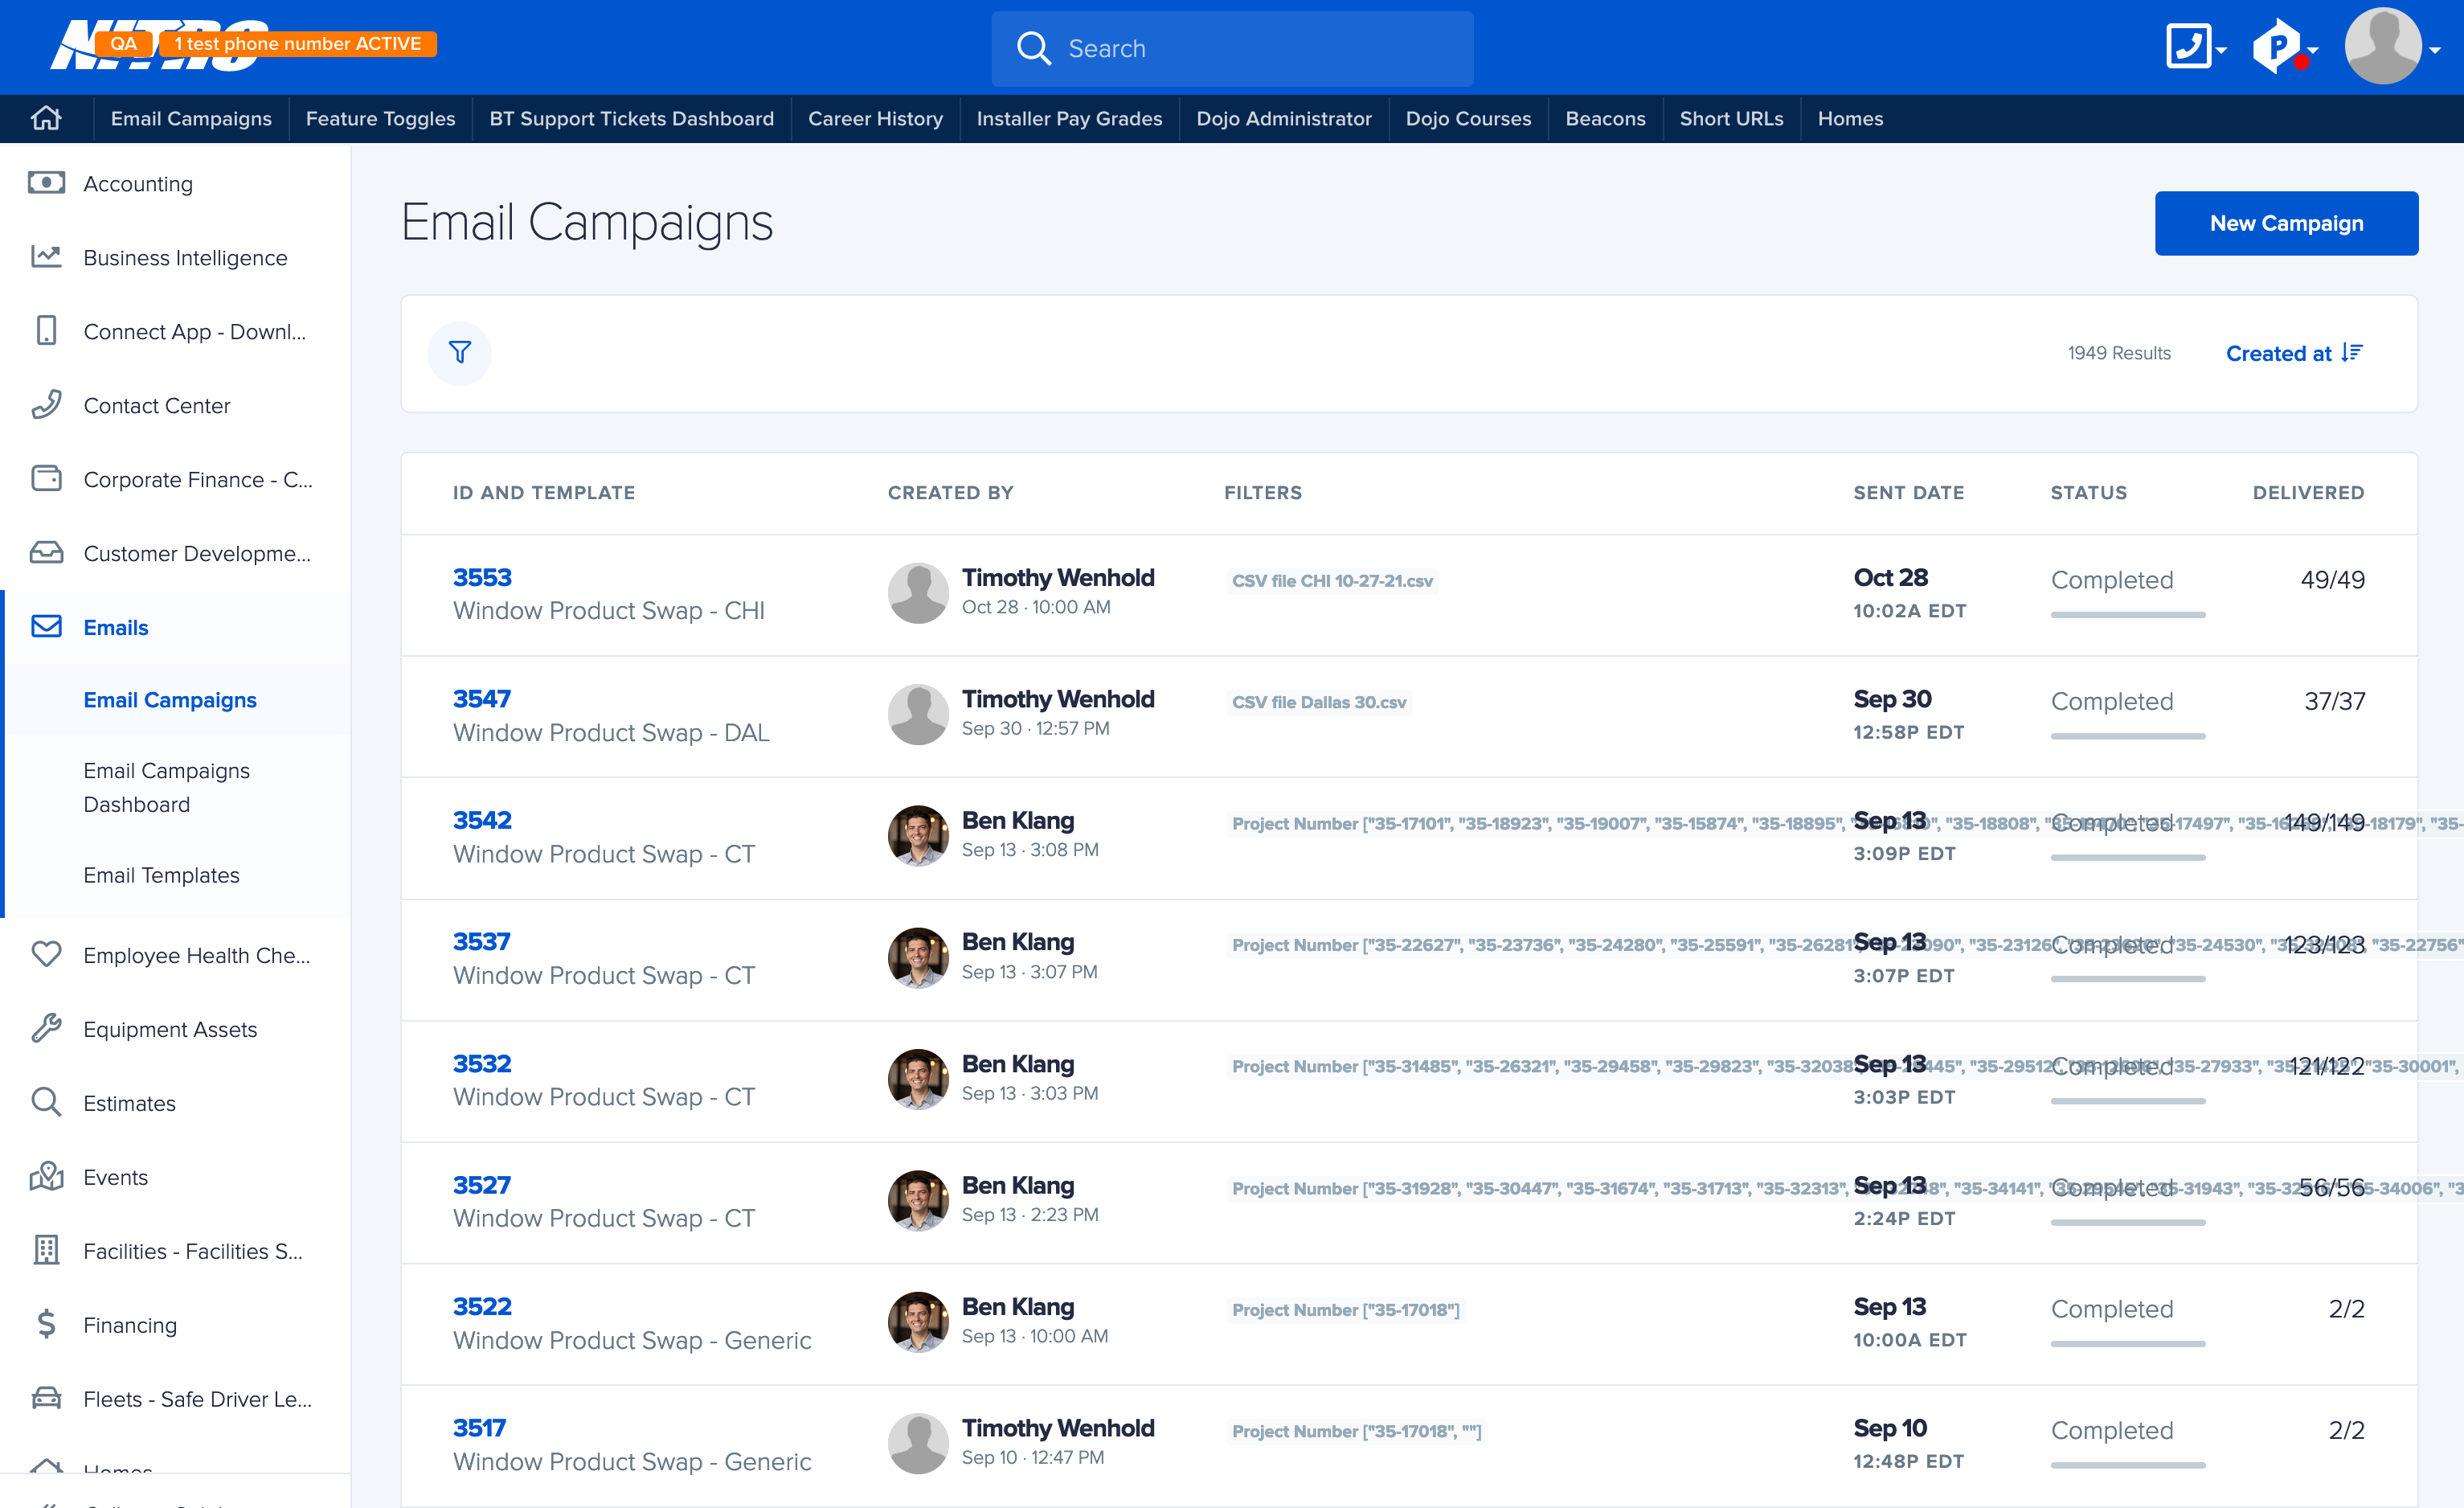 NITRO
QA
1 test phone number ACTIVE
Search
Email Campaigns
Feature Toggles
BT Support Tickets Dashboard
Career History
Installer Pay Grades
Dojo Administrator
Dojo Courses
Beacons
Short URLs
Homes
Accounting
Business Intelligence
Connect App - Downl...
Contact Center
Corporate Finance - C...
Customer Developme...
Emails
Email Campaigns
Email Campaigns
Dashboard
Email Templates
Employee Health Che...
Equipment Assets
Estimates
Events
Facilities - Facilities S...
Financing
Fleets - Safe Driver Le...
Homes
Email Campaigns
New Campaign
1949 Results
Created at
ID AND TEMPLATE CREATED BY FILTERS SENT DATE STATUS DELIVERED
3553 Timothy Wenhold CSV file CHI 10-27-21.csv Oct 28 Completed 49/49
Window Product Swap - CHI Oct 28 · 10:00 AM 10:02A EDT
3547 Timothy Wenhold CSV file Dallas 30.csv Sep 30 Completed 37/37
Window Product Swap - DAL Sep 30 · 12:57 PM 12:58P EDT
3542 Ben Klang Project Number ["35-17101", "35-18923", "35-19007", "35-15874", "35-18895", Sep 13 "35-18808", Completed 149/149
Window Product Swap - CT Sep 13 · 3:08 PM 3:09P EDT
3537 Ben Klang Project Number ["35-22627", "35-23736", "35-24280", "35-25591", "35-26281", Sep 13 Completed 123/123 "35-22756"
Window Product Swap - CT Sep 13 · 3:07 PM 3:07P EDT
3532 Ben Klang Project Number ["35-31485", "35-26321", "35-29458", "35-29823", "35-32038 Sep 13 Completed 121/122 "35-30001",
Window Product Swap - CT Sep 13 · 3:03 PM 3:03P EDT
3527 Ben Klang Project Number ["35-31928", "35-30447", "35-31674", "35-31713", "35-32313", Sep 13 "35-34141", Completed 56/56
Window Product Swap - CT Sep 13 · 2:23 PM 2:24P EDT
3522 Ben Klang Project Number ["35-17018"] Sep 13 Completed 2/2
Window Product Swap - Generic Sep 13 · 10:00 AM 10:00A EDT
3517 Timothy Wenhold Project Number ["35-17018", ""] Sep 10 Completed 2/2
Window Product Swap - Generic Sep 10 · 12:47 PM 12:48P EDT